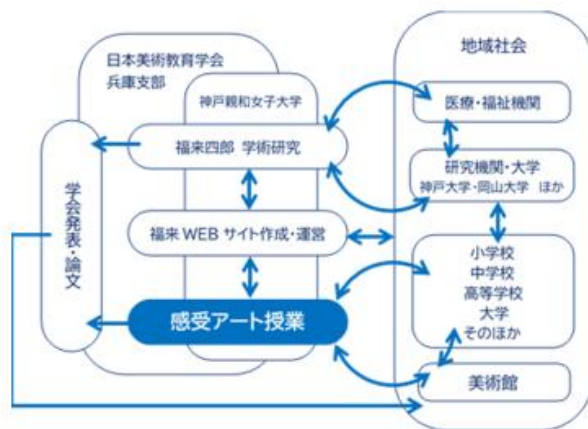 日本美術教育学会
兵庫支部
神戸親和女子大学
福来四郎 学術研究
学会発表・論文
福来 WEB サイト作成・運営
感受アート授業
地域社会
医療・福祉機関
研究機関・大学
神戸大学・岡山大学 ほか
小学校
中学校
高等学校
大学
そのほか
美術館